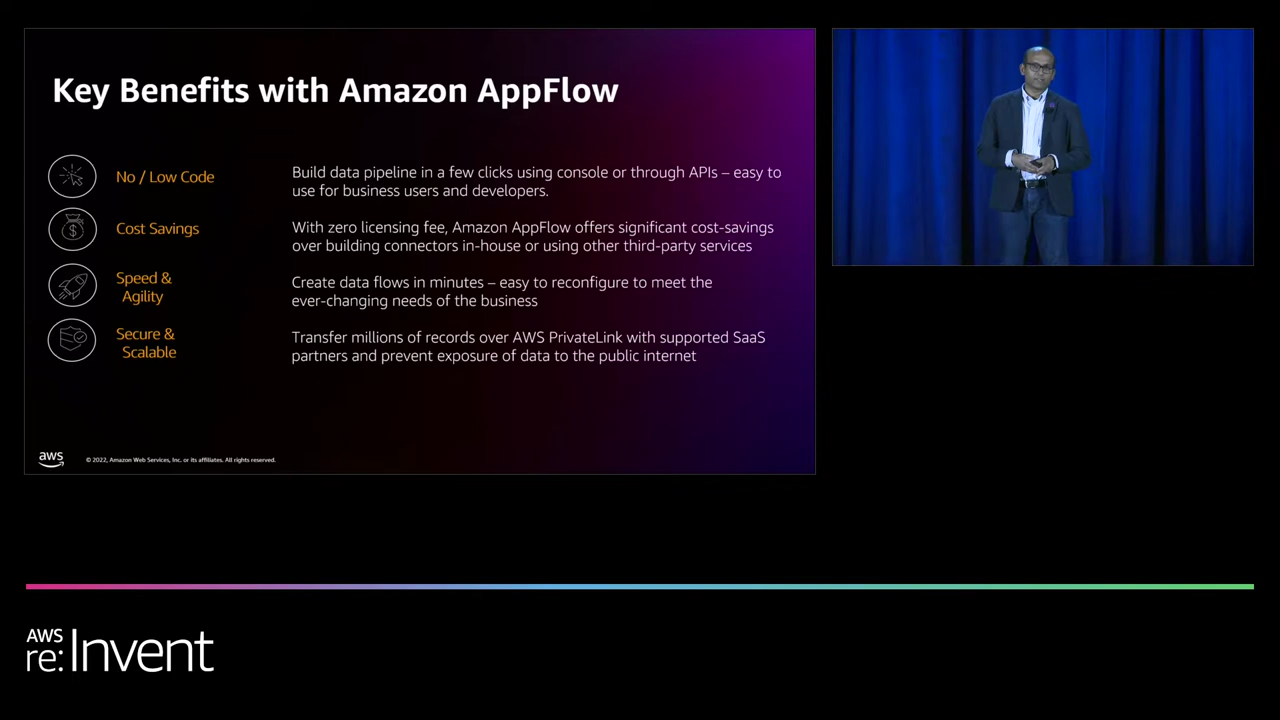 Key Benefits with Amazon AppFlow
No / Low Code
Build data pipeline in a few clicks using console or through APIs – easy to
use for business users and developers.
Cost Savings
With zero licensing fee, Amazon AppFlow offers significant cost-savings
over building connectors in-house or using other third-party services
Speed &
Agility
Create data flows in minutes – easy to reconfigure to meet the
ever-changing needs of the business
Secure &
Scalable
Transfer millions of records over AWS PrivateLink with supported SaaS
partners and prevent exposure of data to the public internet
aws
© 2022, Amazon Web Services, Inc. or its affiliates. All rights reserved.
AWS
re:Invent